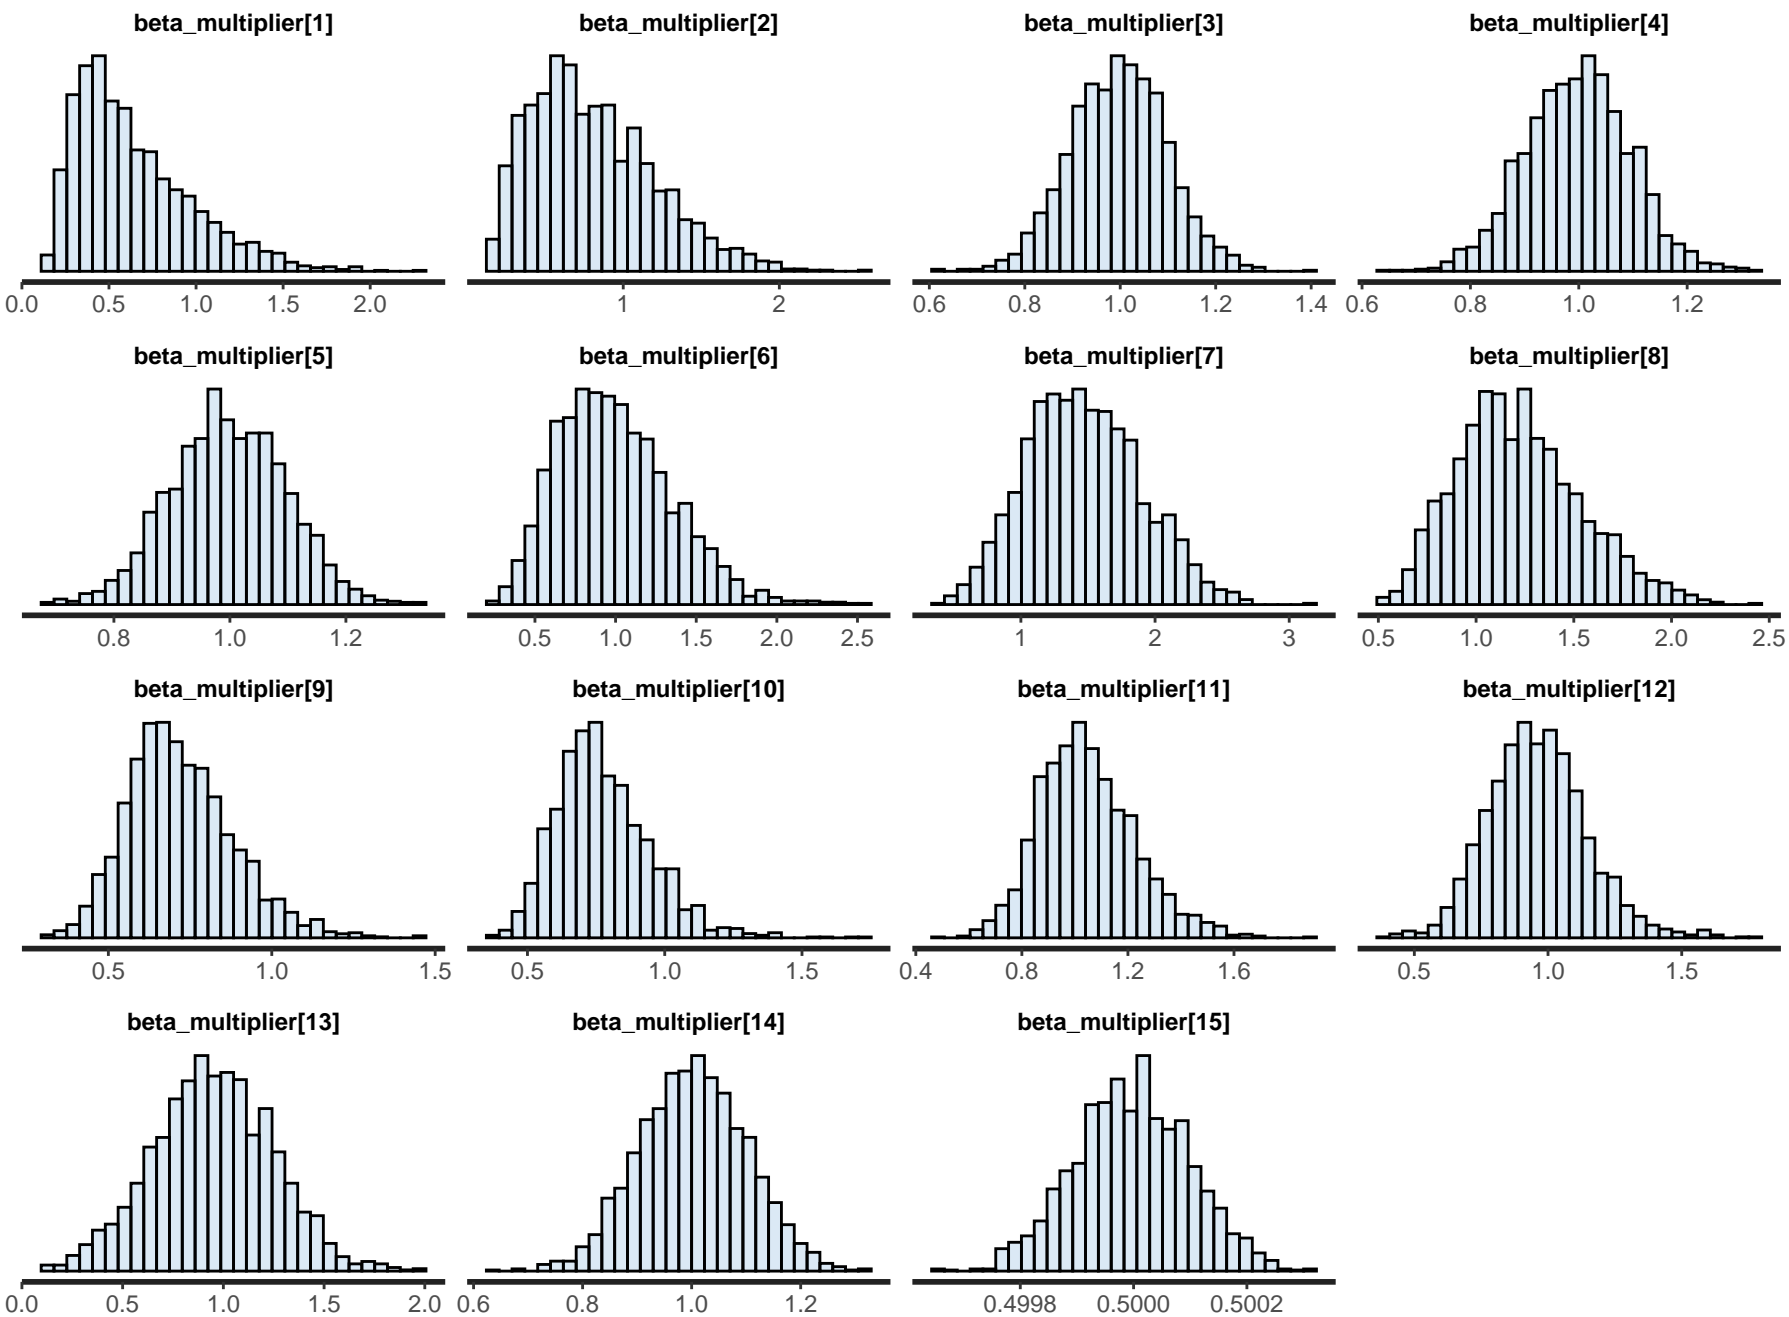 beta_multiplier[1] beta_multiplier[2] beta_multiplier[3] beta_multiplier[4]
0.0 0.5 1.0 1.5 2.0 1 2 0.6 0.8 1.0 1.2 1.4 0.6 0.8 1.0 1.2
beta_multiplier[5] beta_multiplier[6] beta_multiplier[7] beta_multiplier[8]
0.8 1.0 1.2 0.5 1.0 1.5 2.0 2.5 1 2 3 0.5 1.0 1.5 2.0 2.5
beta_multiplier[9] beta_multiplier[10] beta_multiplier[11] beta_multiplier[12]
0.5 1.0 1.5 0.5 1.0 1.5 0.4 0.8 1.2 1.6 0.5 1.0 1.5
beta_multiplier[13] beta_multiplier[14] beta_multiplier[15]
0.0 0.5 1.0 1.5 2.0 0.6 0.8 1.0 1.2 0.4998 0.5000 0.5002